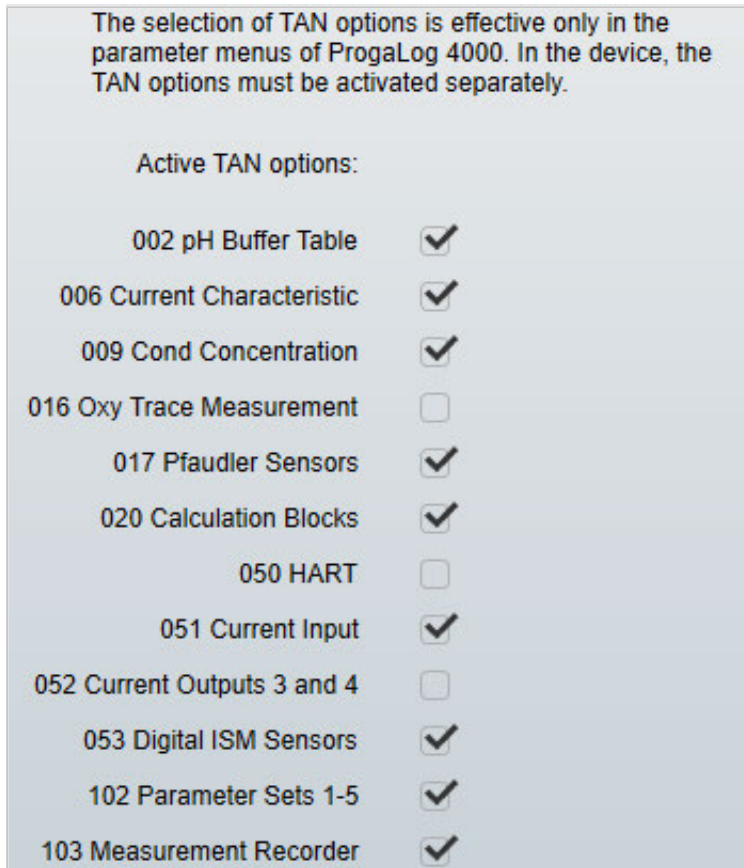 The selection of TAN options is effective only in the
parameter menus of ProgaLog 4000. In the device, the
TAN options must be activated separately.
Active TAN options:
002 pH Buffer Table
006 Current Characteristic
009 Cond Concentration
016 Oxy Trace Measurement
017 Pfaudler Sensors
020 Calculation Blocks
050 HART
051 Current Input
052 Current Outputs 3 and 4
053 Digital ISM Sensors
102 Parameter Sets 1-5
103 Measurement Recorder